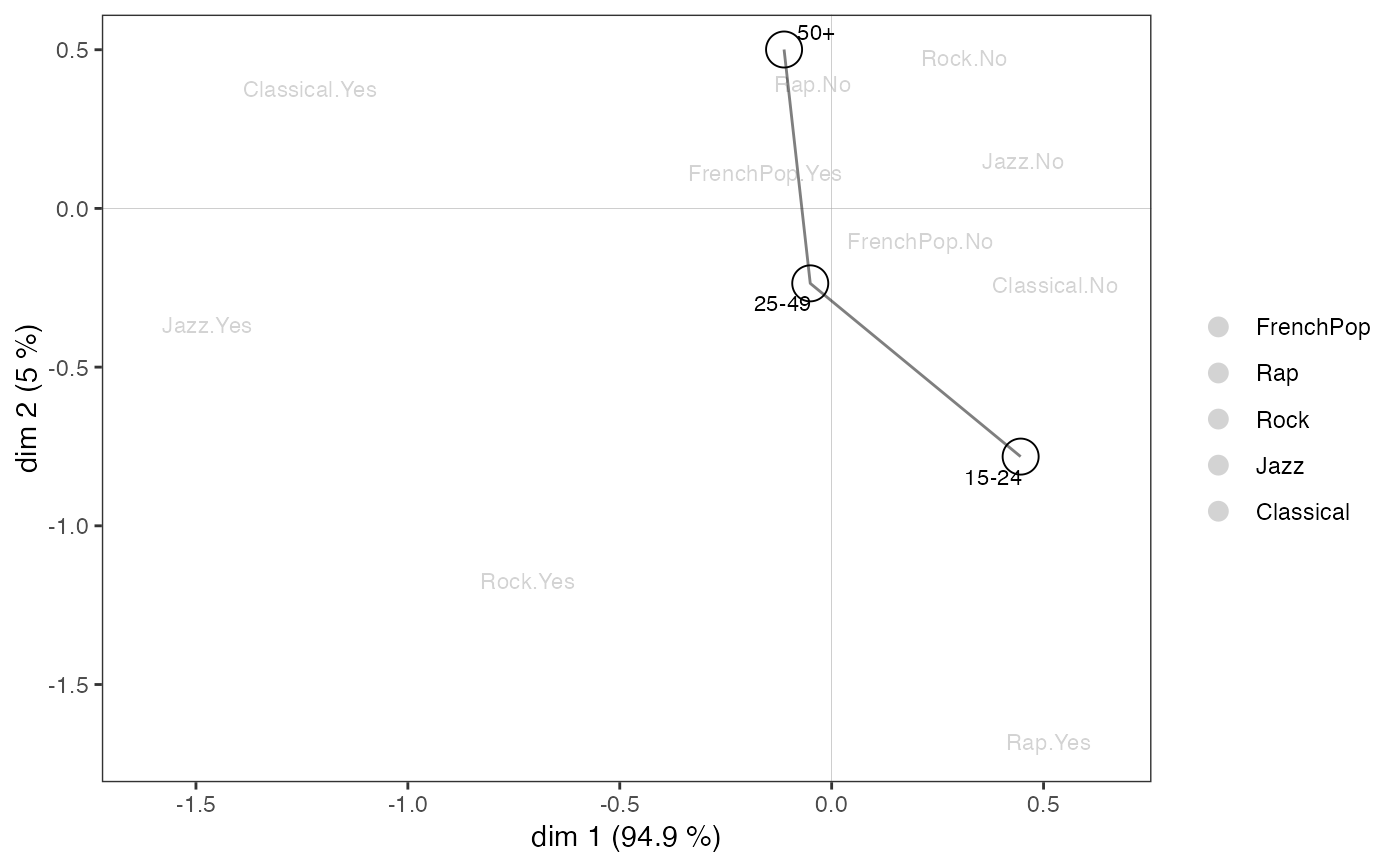 0.5
50+
Rock.No
Classical.Yes
Rap.No
Jazz.No
FrenchPop.Yes
0.0
FrenchPop.No
Classical.No
25-49
Jazz.Yes
FrenchPop
-0.5
Rap
Rock
Jazz
15-24
Classical
-1.0
Rock.Yes
-1.5
Rap.Yes
-1.5 -1.0 -0.5 0.0 0.5
dim 1 (94.9 %)
dim 2 (5 %)